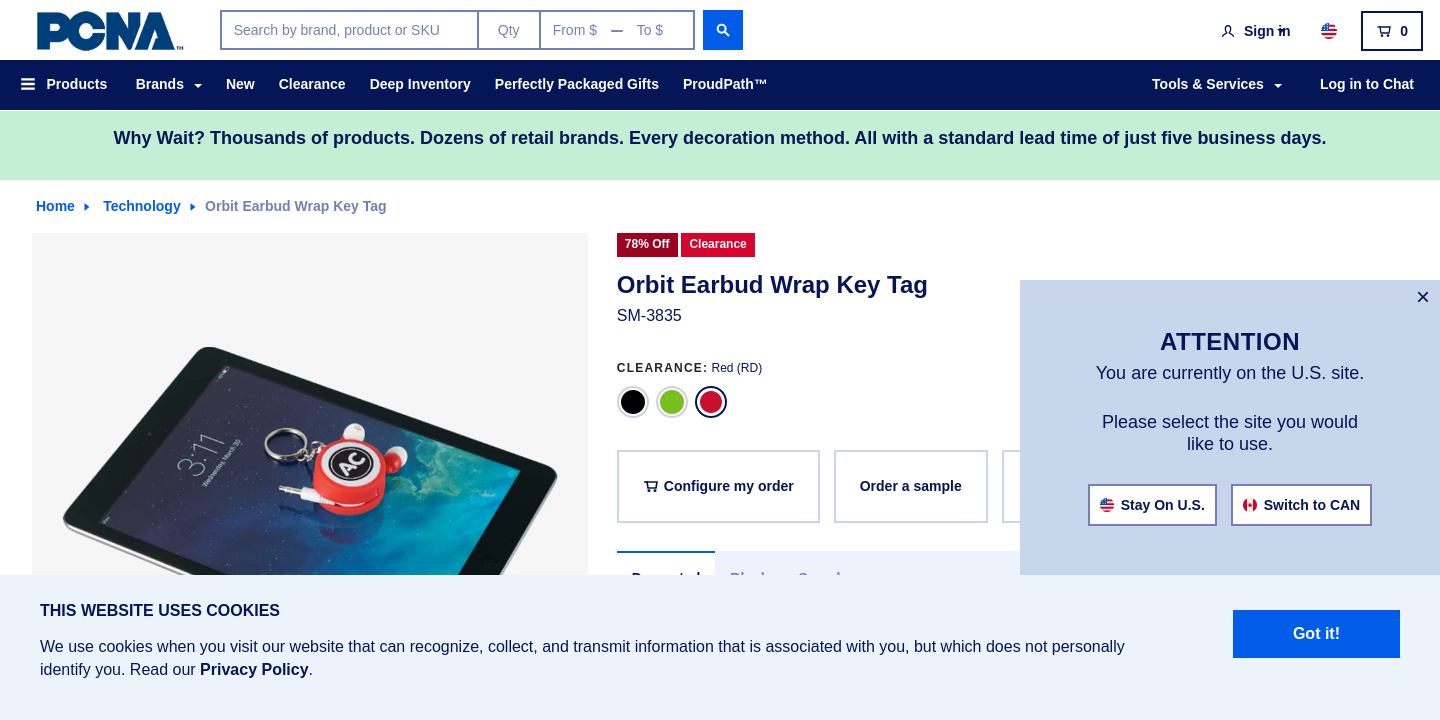 PCNA™
Search by brand, product or SKU
Qty
From $ — To $
Sign in
0
Products
Brands
New
Clearance
Deep Inventory
Perfectly Packaged Gifts
ProudPath™
Tools & Services
Log in to Chat
Why Wait? Thousands of products. Dozens of retail brands. Every decoration method. All with a standard lead time of just five business days.
Home
Technology
Orbit Earbud Wrap Key Tag
78% Off
Clearance
Orbit Earbud Wrap Key Tag
SM-3835
CLEARANCE: Red (RD)
3:11
Wednesday, March 30
AC
Configure my order
Order a sample
×
ATTENTION
You are currently on the U.S. site.
Please select the site you would
like to use.
Stay On U.S.
Switch to CAN
THIS WEBSITE USES COOKIES
We use cookies when you visit our website that can recognize, collect, and transmit information that is associated with you, but which does not personally
identify you. Read our Privacy Policy.
Got it!